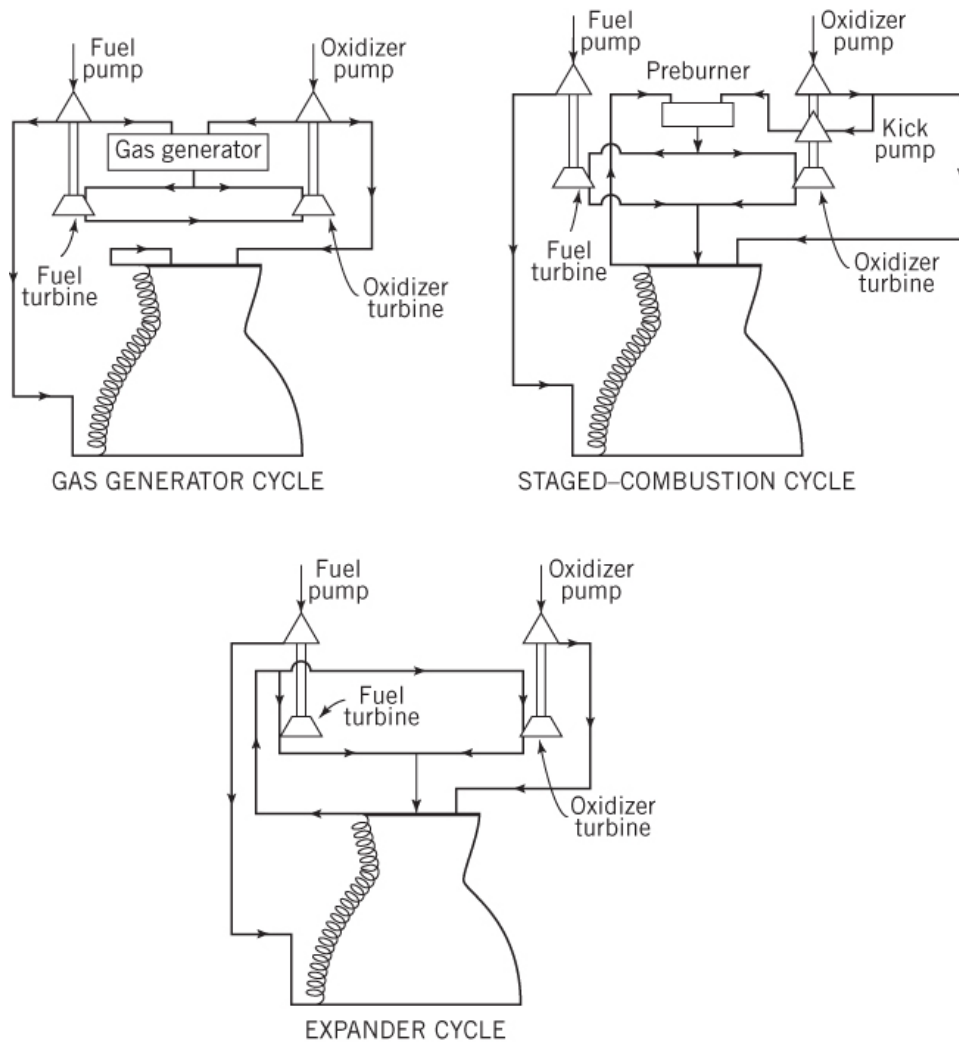 Fuel
pump
Oxidizer
pump
Gas generator
Fuel
turbine
Oxidizer
turbine
GAS GENERATOR CYCLE
Fuel
pump
Oxidizer
pump
Preburner
Kick
pump
Fuel
turbine
Oxidizer
turbine
STAGED–COMBUSTION CYCLE
Fuel
pump
Oxidizer
pump
Fuel
turbine
Oxidizer
turbine
EXPANDER CYCLE